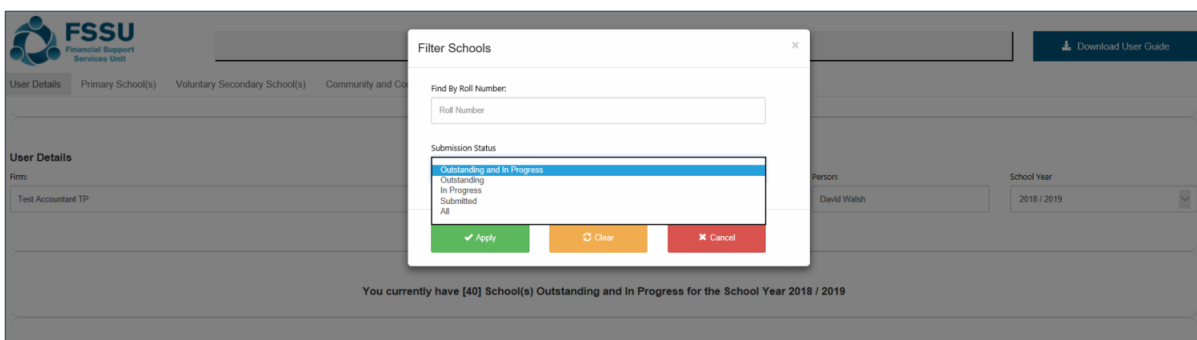 FSSU
Financial Support
Services Unit
Download User Guide
User Details Primary School(s) Voluntary Secondary School(s) Community and Co
Filter Schools
×
Find By Roll Number:
Roll Number
Submission Status
Outstanding and In Progress
Outstanding
In Progress
Submitted
All
Apply Clear Cancel
User Details
Firm:
Test Accountant TP
Person:
David Walsh
School Year
2018 / 2019
You currently have [40] School(s) Outstanding and In Progress for the School Year 2018 / 2019